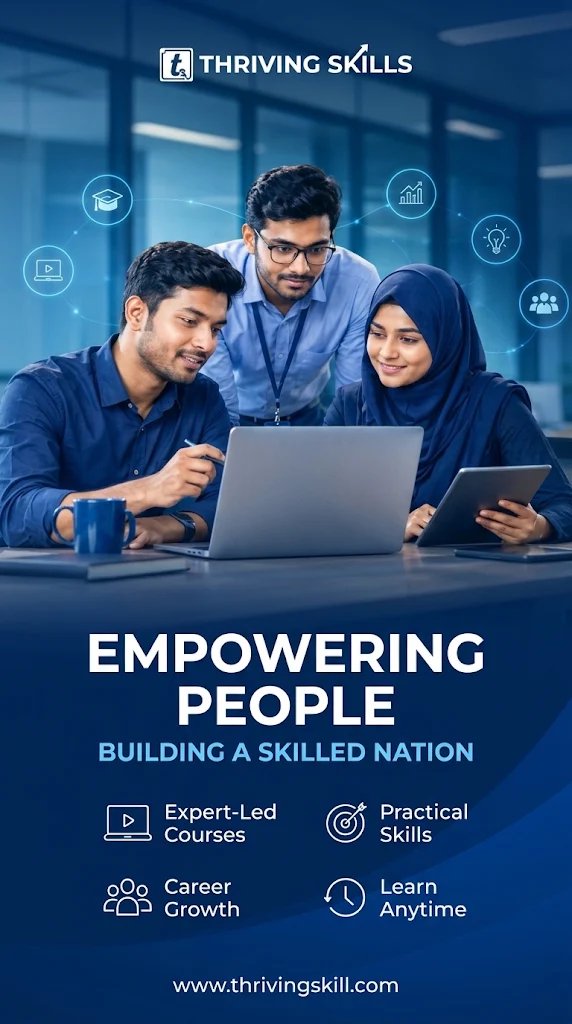 THRIVING SKILLS
EMPOWERING
PEOPLE
BUILDING A SKILLED NATION
Expert-Led
Courses
Practical
Skills
Career
Growth
Learn
Anytime
www.thrivingskill.com